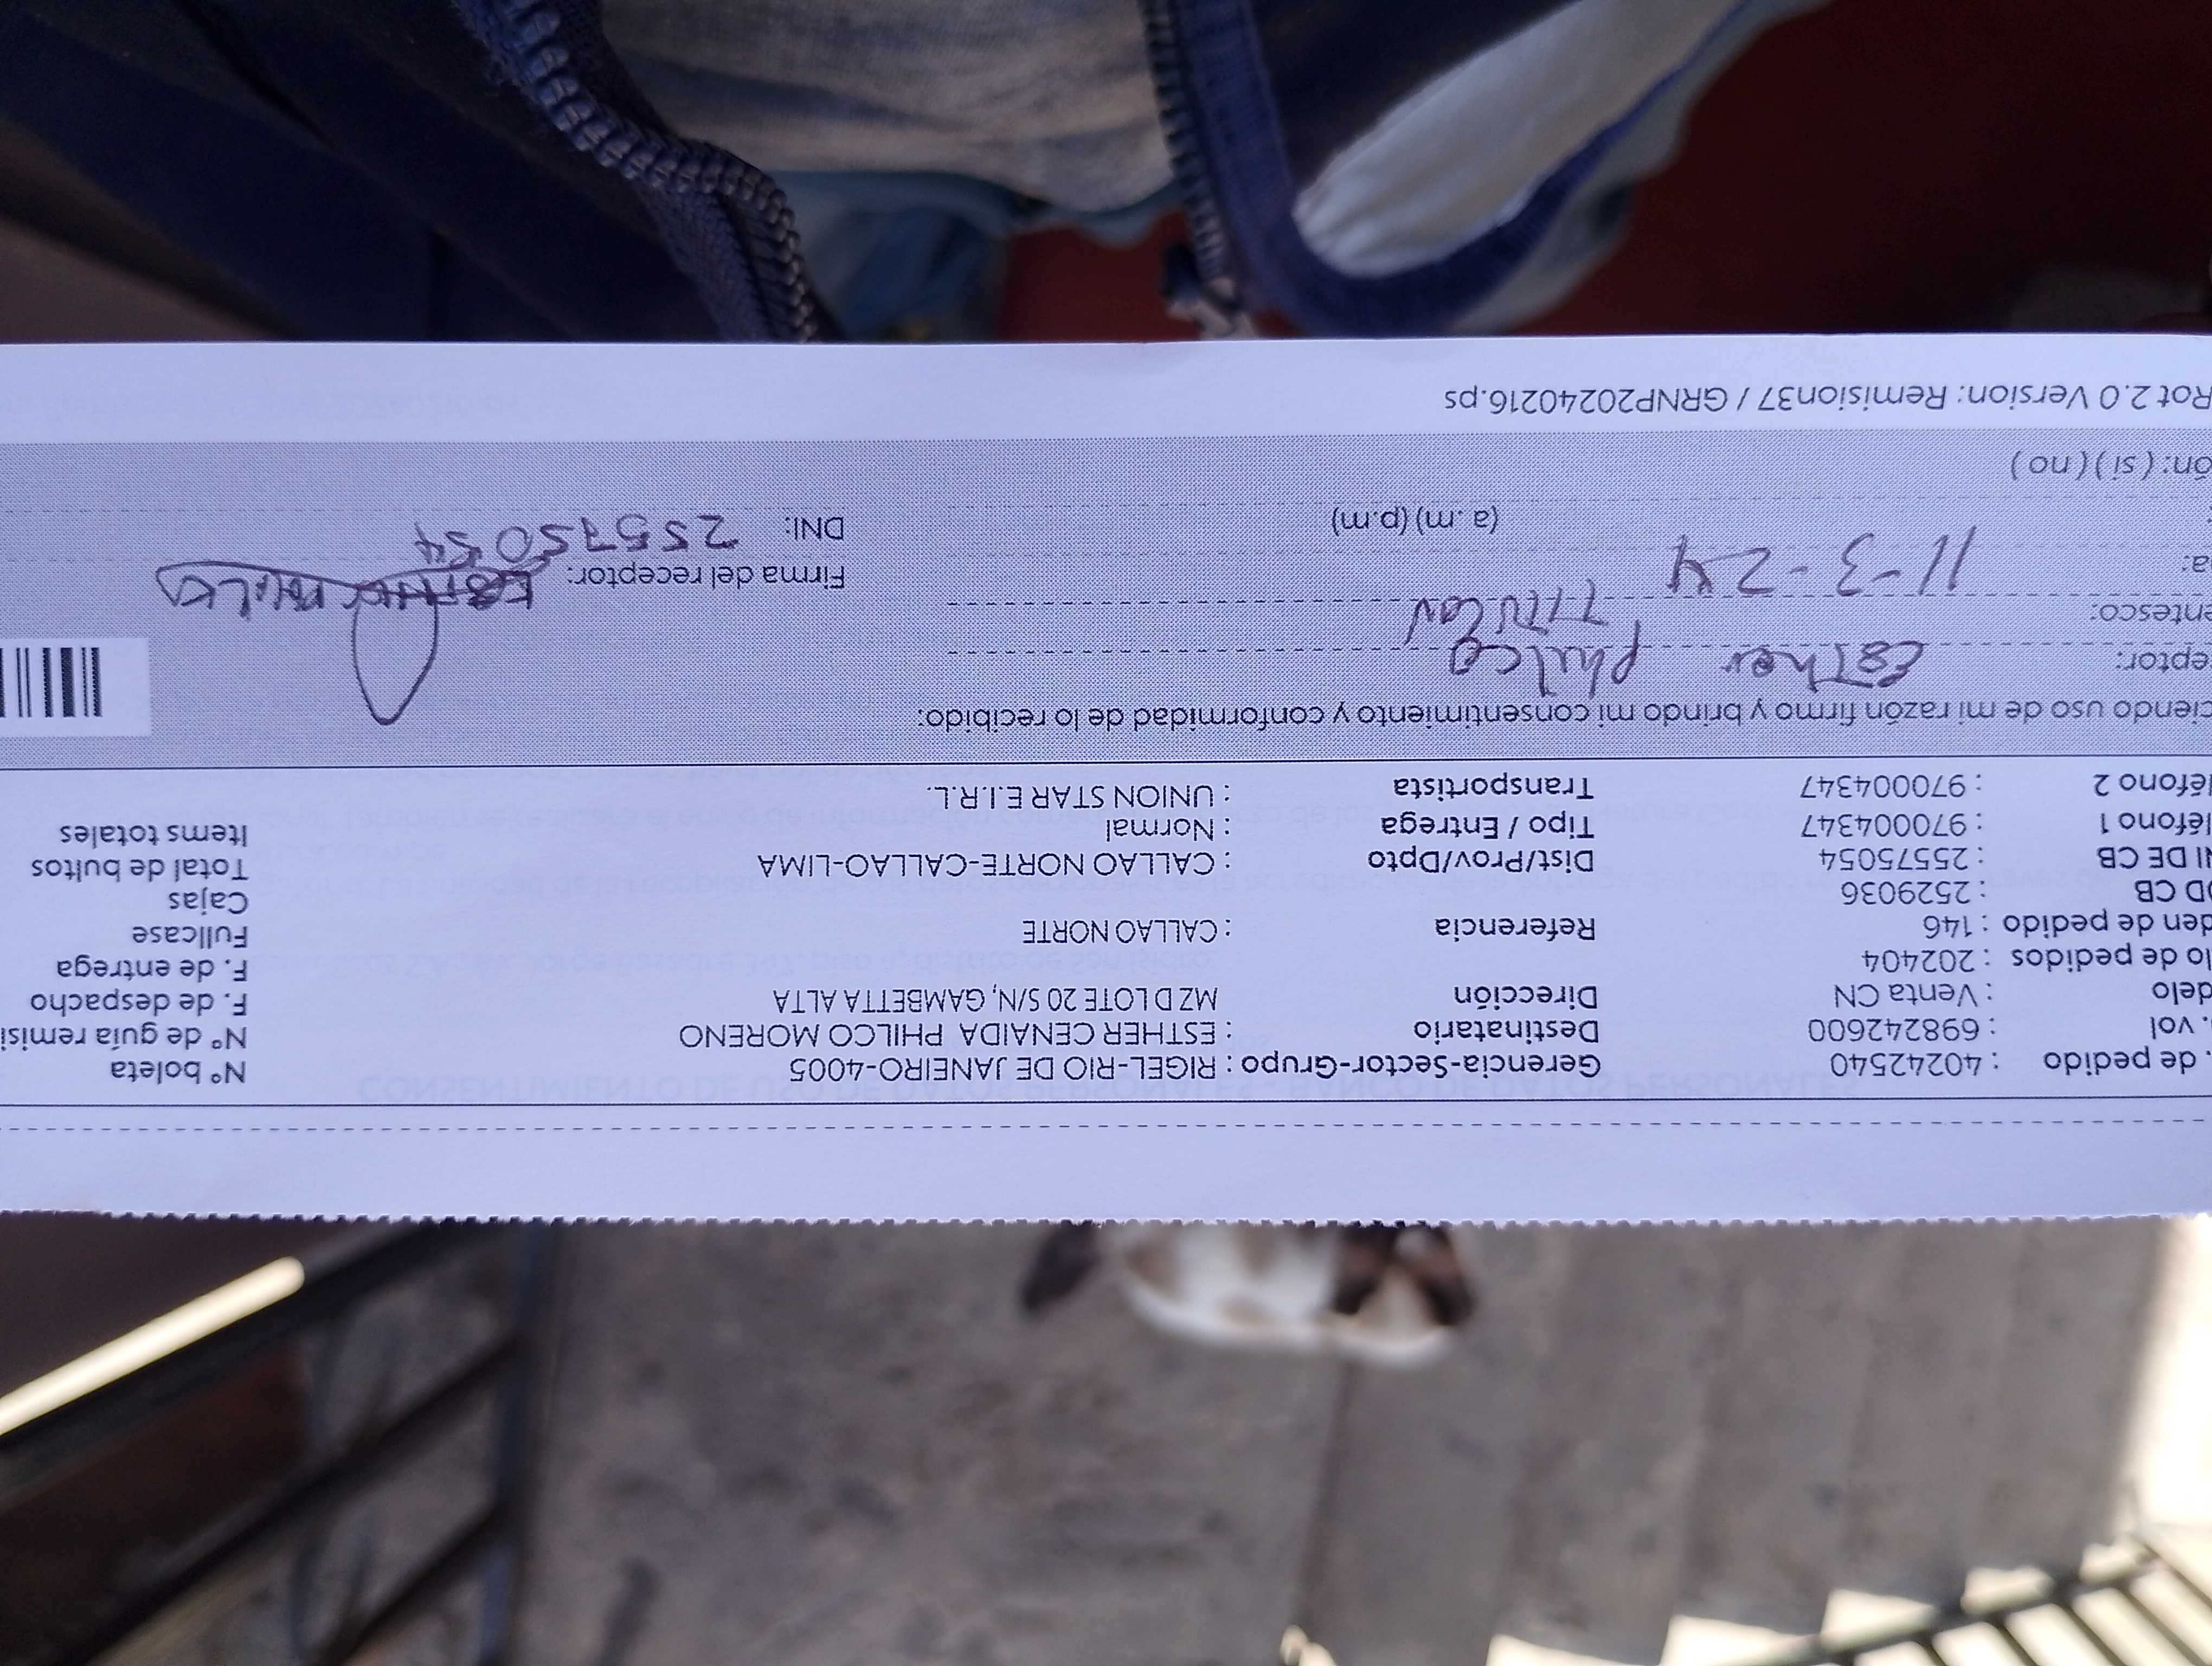 . de pedido : 40242540 Gerencia-Sector-Grupo : RIGEL-RIO DE JANEIRO-4005 N° boleta
. vol : 698242600 Destinatario : ESTHER CENAIDA PHILCO MORENO N° de guía remisi
delo : Venta CN Dirección MZ D LOTE 20 S/N, GAMBETTA ALTA F. de despacho
lo de pedidos : 202404 F. de entrega
den de pedido : 146 Referencia : CALLAO NORTE Fullcase
OD CB : 2529036 Cajas
NI DE CB : 25575054 Dist/Prov/Dpto : CALLAO NORTE-CALLAO-LIMA Total de bultos
léfono 1 : 970004347 Tipo / Entrega : Normal Items totales
léfono 2 : 970004347 Transportista : UNION STAR E.I.R.L.
ciendo uso de mi razón firmo y brindo mi consentimiento y conformidad de lo recibido:
eptor: Esther Philco
entesco: TITULAR Firma del receptor: ESTHER PHILCO
a: 11-3-24 (a .m) (p.m) DNI: 25575054
ón: ( si ) ( no )
Rot 2.0 Version: Remision37 / GRNP20240216.ps